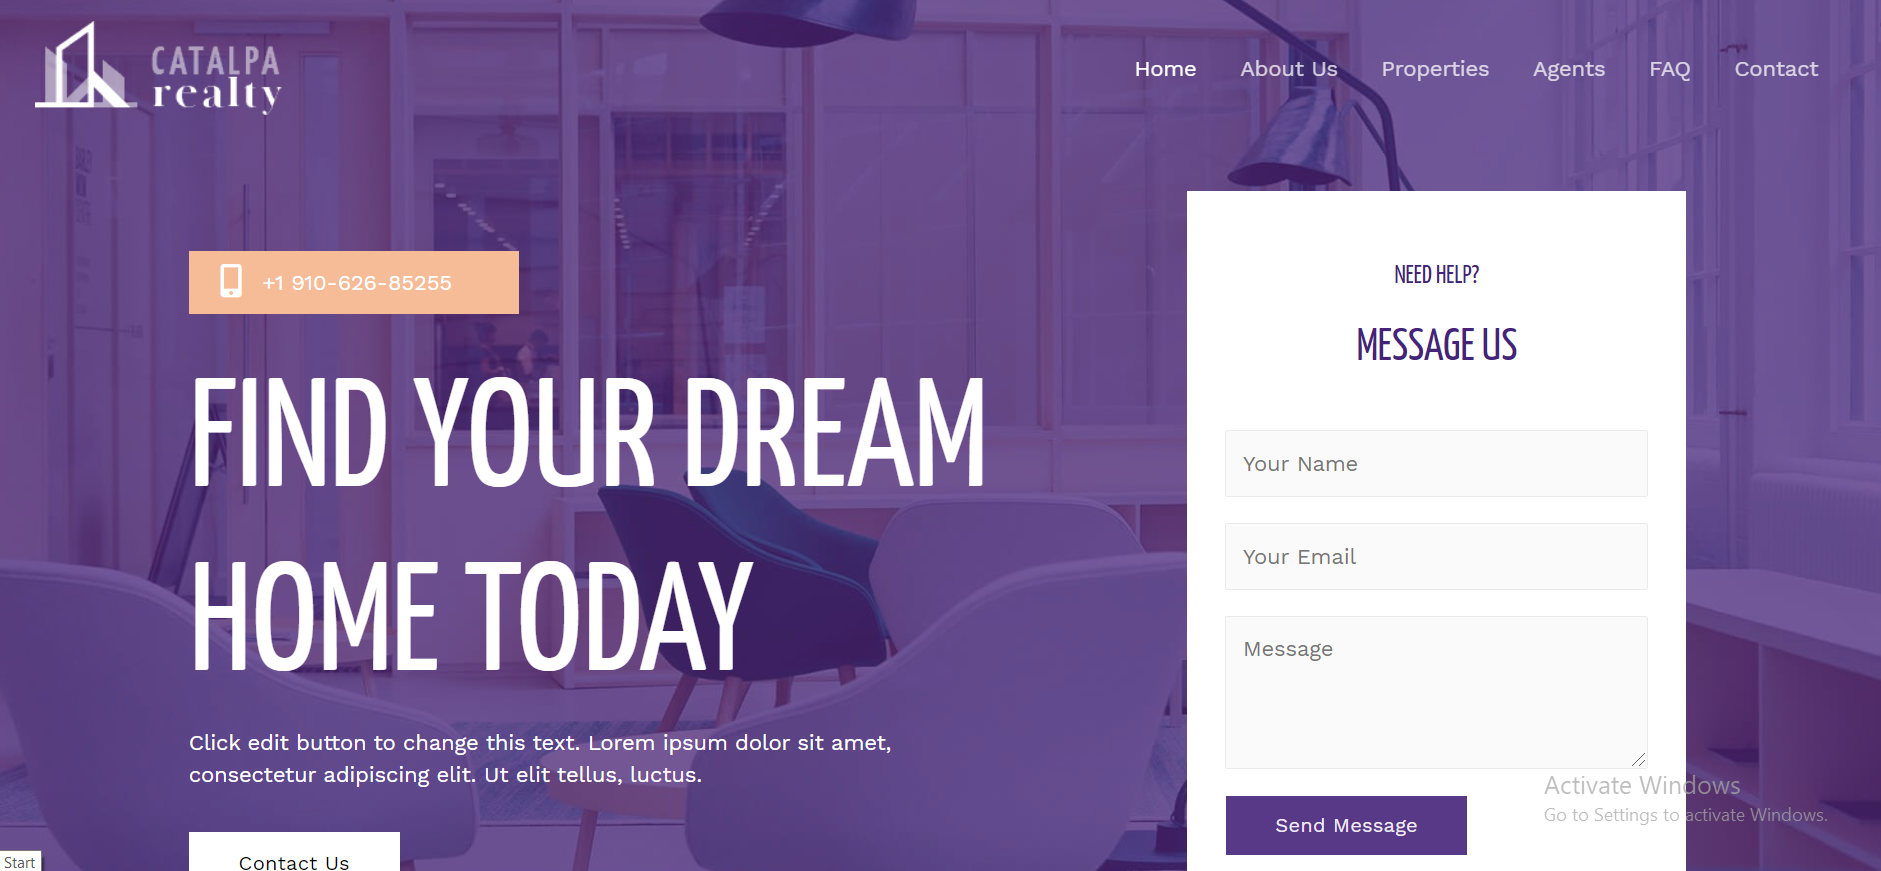 CATALPA
realty
Home About Us Properties Agents FAQ Contact
+1 910-626-85255
FIND YOUR DREAM
HOME TODAY
Click edit button to change this text. Lorem ipsum dolor sit amet,
consectetur adipiscing elit. Ut elit tellus, luctus.
Contact Us
NEED HELP?
MESSAGE US
Your Name
Your Email
Message
Send Message
Activate Windows
Go to Settings to activate Windows.
Start